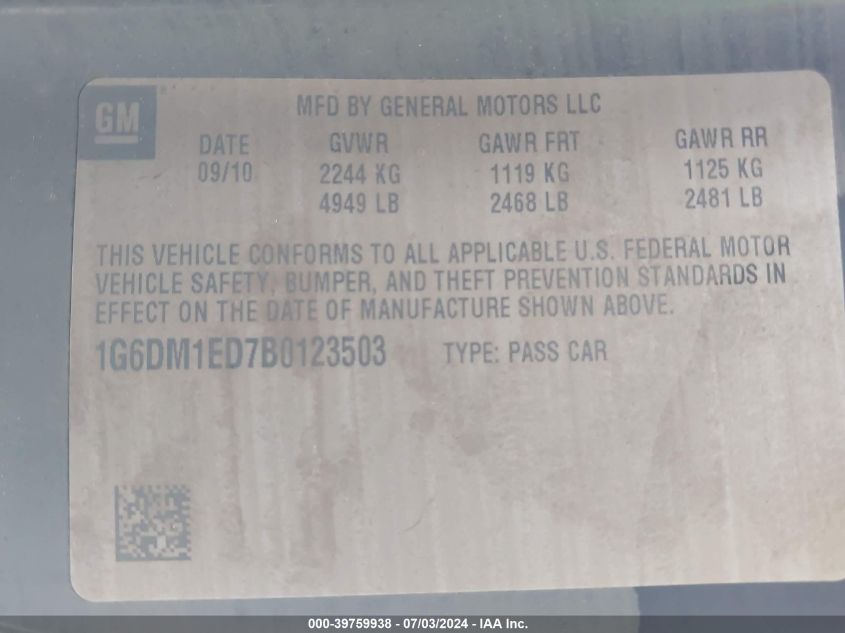 GM
MFD BY GENERAL MOTORS LLC
DATE GVWR GAWR FRT GAWR RR
09/10 2244 KG 1119 KG 1125 KG
4949 LB 2468 LB 2481 LB
THIS VEHICLE CONFORMS TO ALL APPLICABLE U.S. FEDERAL MOTOR
VEHICLE SAFETY, BUMPER, AND THEFT PREVENTION STANDARDS IN
EFFECT ON THE DATE OF MANUFACTURE SHOWN ABOVE.
1G6DM1ED7B0123503 TYPE: PASS CAR
000-39759938 - 07/03/2024 - IAA Inc.